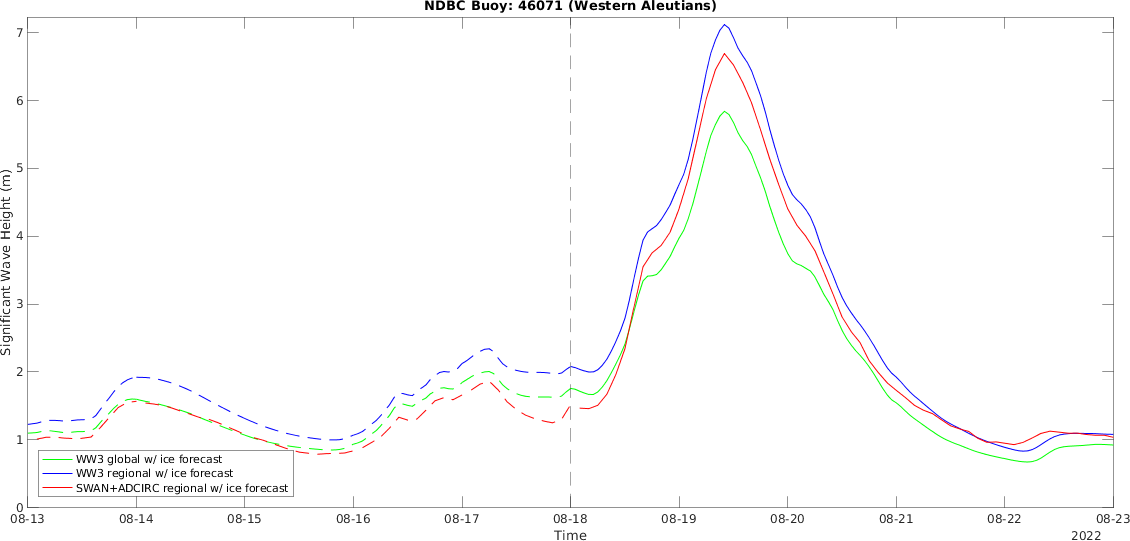 NDBC Buoy: 46071 (Western Aleutians)
7
6
5
4
3
2
1
0
Significant Wave Height (m)
WW3 global w/ ice forecast
WW3 regional w/ ice forecast
SWAN+ADCIRC regional w/ ice forecast
08-13 08-14 08-15 08-16 08-17 08-18 08-19 08-20 08-21 08-22 08-23
Time
2022